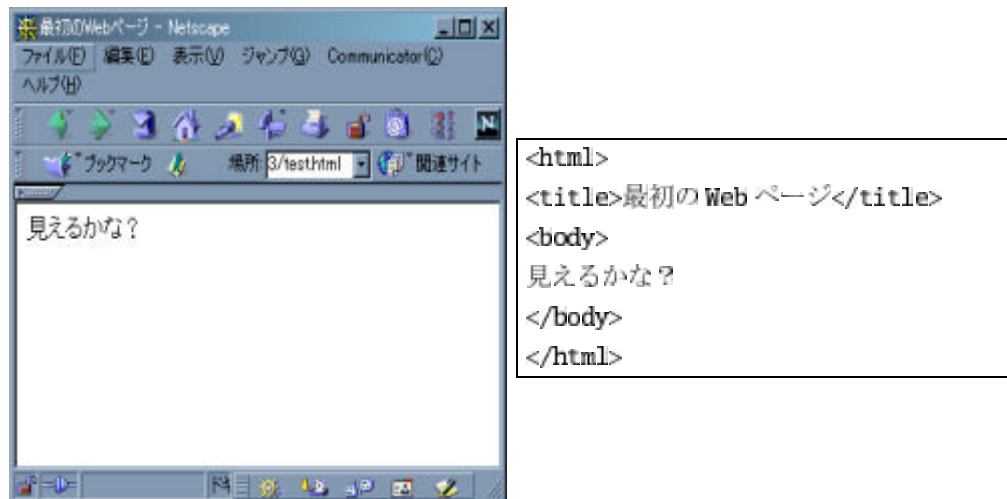 最初のWebページ - Netscape
ファイル(F) 編集(E) 表示(V) ジャンプ(G) Communicator(C)
ヘルプ(H)
N
ブックマーク 場所: 3/test.html 関連サイト
見えるかな？
<html>
<title>最初の Web ページ</title>
<body>
見えるかな？
</body>
</html>